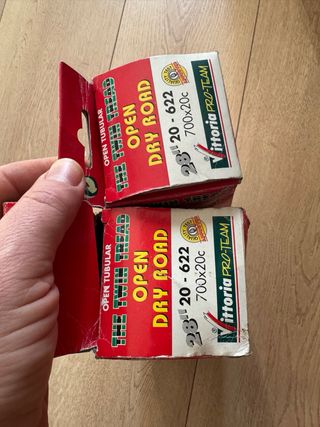 OPEN TUBULAR
THE TWIN TREAD
OPEN
DRY ROAD
28" 20 - 622
700x20c
Vittoria PRO-TEAM
OPEN TUBULAR
THE TWIN TREAD
OPEN
DRY ROAD
28" 20 - 622
700x20c
Vittoria PRO-TEAM